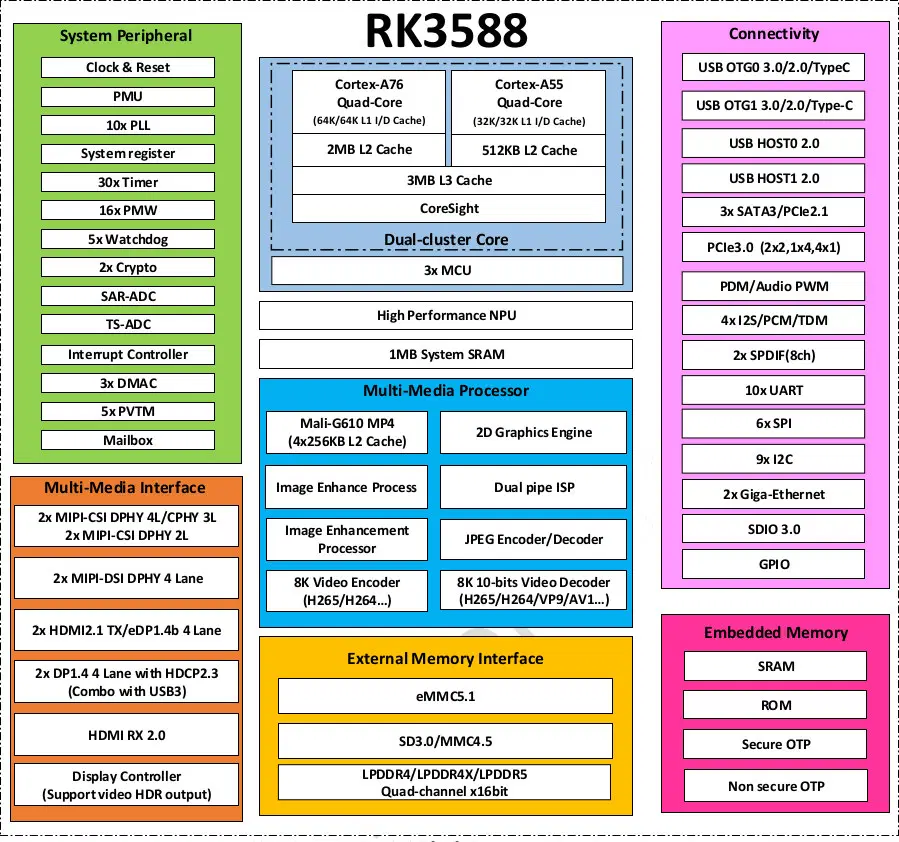 RK3588
System Peripheral
Clock & Reset
PMU
10x PLL
System register
30x Timer
16x PMW
5x Watchdog
2x Crypto
SAR-ADC
TS-ADC
Interrupt Controller
3x DMAC
5x PVTM
Mailbox
Multi-Media Interface
2x MIPI-CSI DPHY 4L/CPHY 3L
2x MIPI-CSI DPHY 2L
2x MIPI-DSI DPHY 4 Lane
2x HDMI2.1 TX/eDP1.4b 4 Lane
2x DP1.4 4 Lane with HDCP2.3
(Combo with USB3)
HDMI RX 2.0
Display Controller
(Support video HDR output)
Cortex-A76
Quad-Core
(64K/64K L1 I/D Cache)
2MB L2 Cache
Cortex-A55
Quad-Core
(32K/32K L1 I/D Cache)
512KB L2 Cache
3MB L3 Cache
CoreSight
Dual-cluster Core
3x MCU
High Performance NPU
1MB System SRAM
Multi-Media Processor
Mali-G610 MP4
(4x256KB L2 Cache)
2D Graphics Engine
Image Enhance Process
Dual pipe ISP
Image Enhancement
Processor
JPEG Encoder/Decoder
8K Video Encoder
(H265/H264...)
8K 10-bits Video Decoder
(H265/H264/VP9/AV1...)
External Memory Interface
eMMC5.1
SD3.0/MMC4.5
LPDDR4/LPDDR4X/LPDDR5
Quad-channel x16bit
Connectivity
USB OTG0 3.0/2.0/TypeC
USB OTG1 3.0/2.0/Type-C
USB HOST0 2.0
USB HOST1 2.0
3x SATA3/PCIe2.1
PCIe3.0 (2x2,1x4,4x1)
PDM/Audio PWM
4x I2S/PCM/TDM
2x SPDIF(8ch)
10x UART
6x SPI
9x I2C
2x Giga-Ethernet
SDIO 3.0
GPIO
Embedded Memory
SRAM
ROM
Secure OTP
Non secure OTP